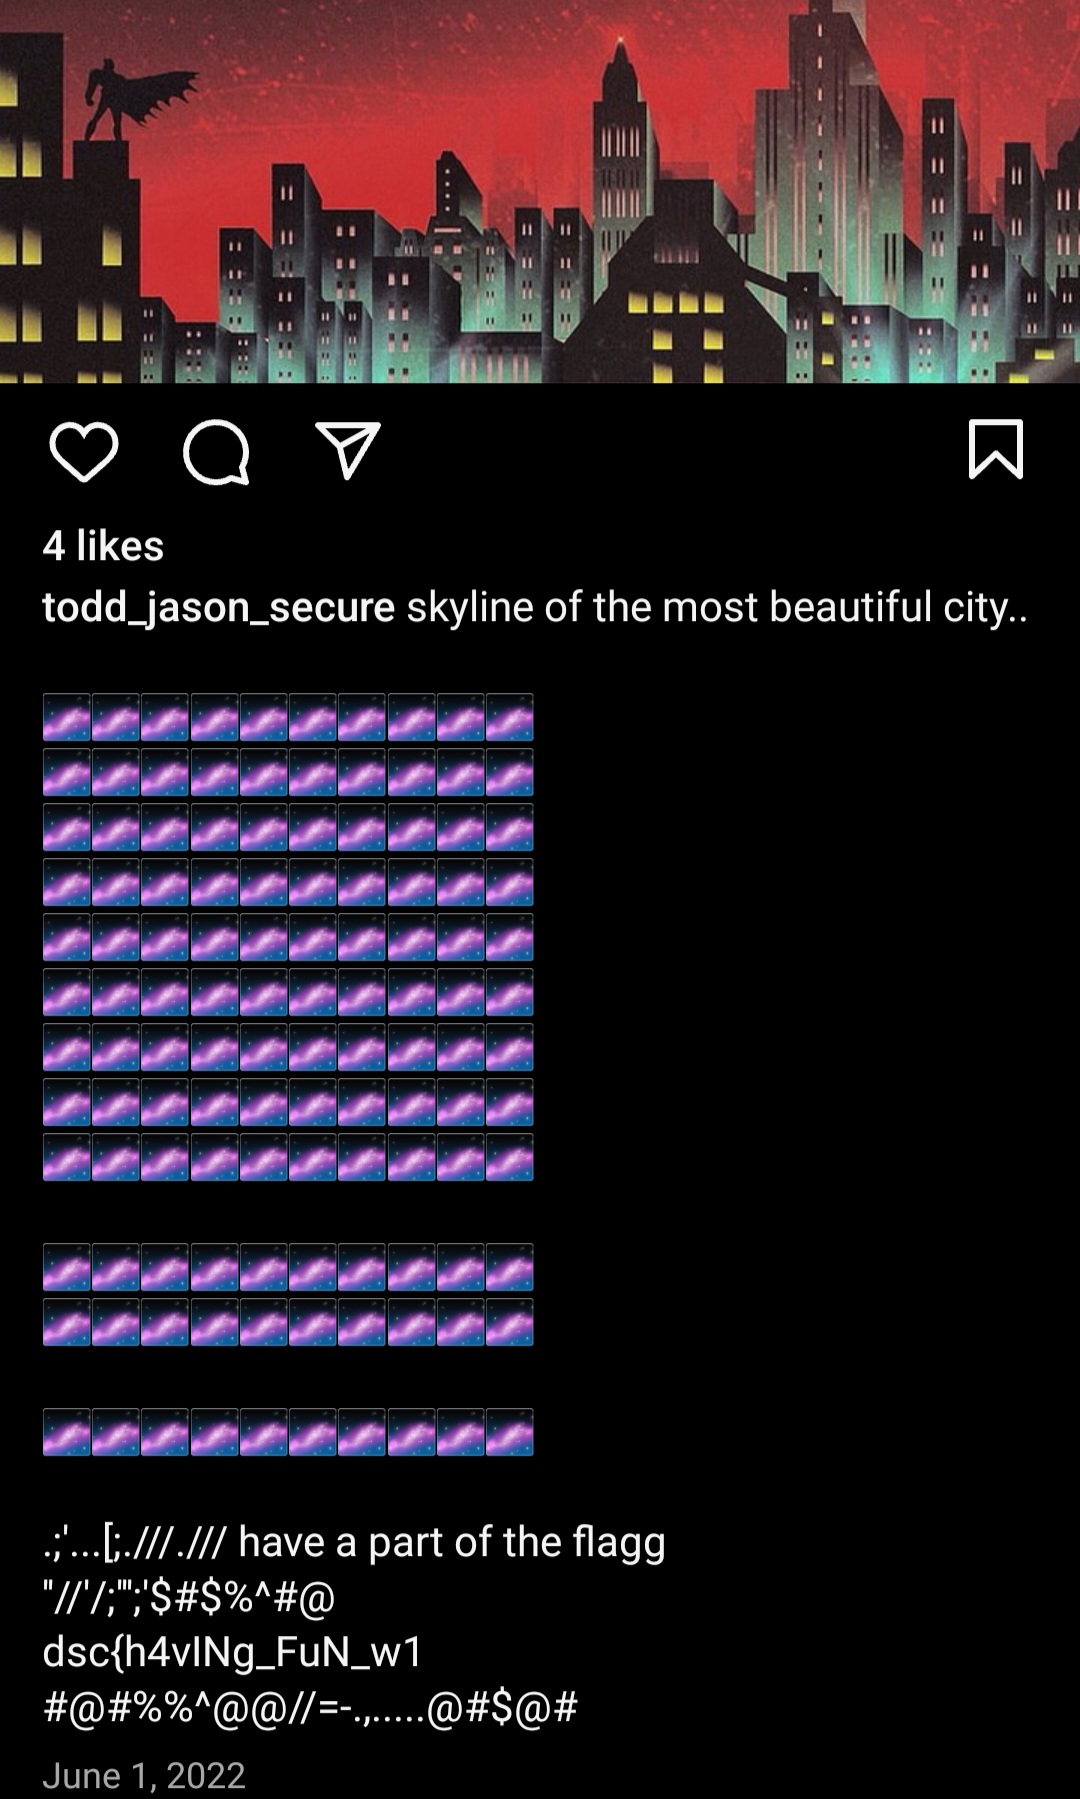 4 likes
todd_jason_secure skyline of the most beautiful city..
.;'...[;.///./// have a part of the flagg
"//'/;"';'$#$%^#@
dsc{h4vINg_FuN_w1
#@#%%^@@//=-.,.....@#$@#
June 1, 2022